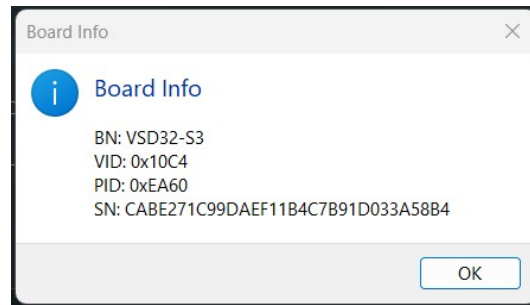 Board Info
Board Info
BN: VSD32-S3
VID: 0x10C4
PID: 0xEA60
SN: CABE271C99DAEF11B4C7B91D033A58B4
OK